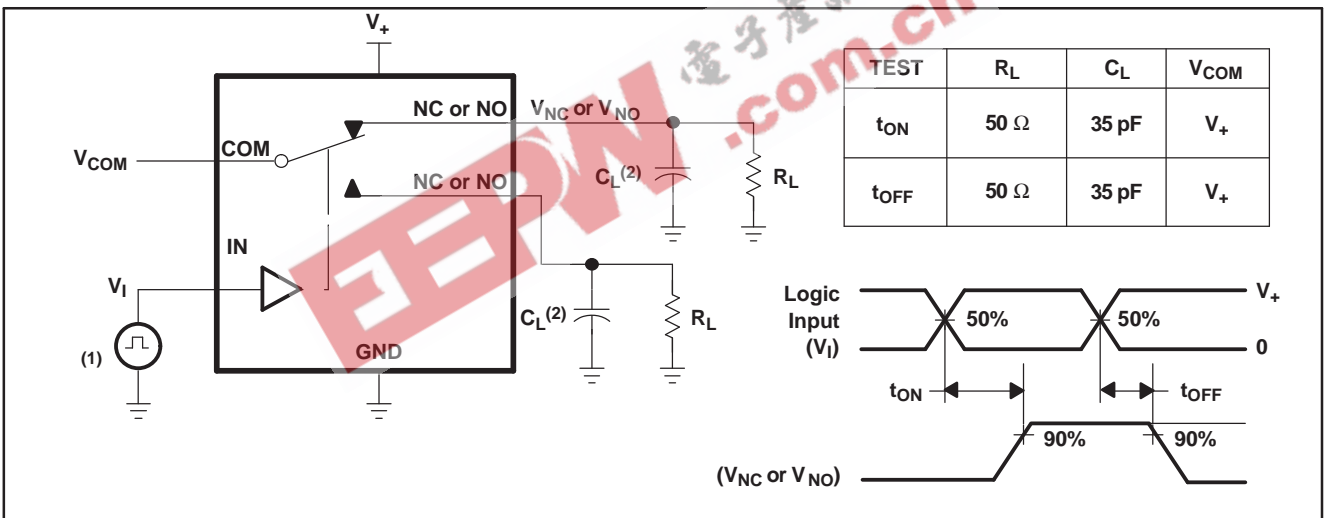 V+
NC or NO
VNC or VNO
COM
VCOM
CL(2)
RL
NC or NO
IN
VI
CL(2)
RL
(1)
GND
TEST RL CL VCOM
tON 50 Ω 35 pF V+
tOFF 50 Ω 35 pF V+
Logic
Input
(VI)
50%
50%
V+
0
tON
tOFF
90%
90%
(VNC or VNO)
EEPW
.com.cn